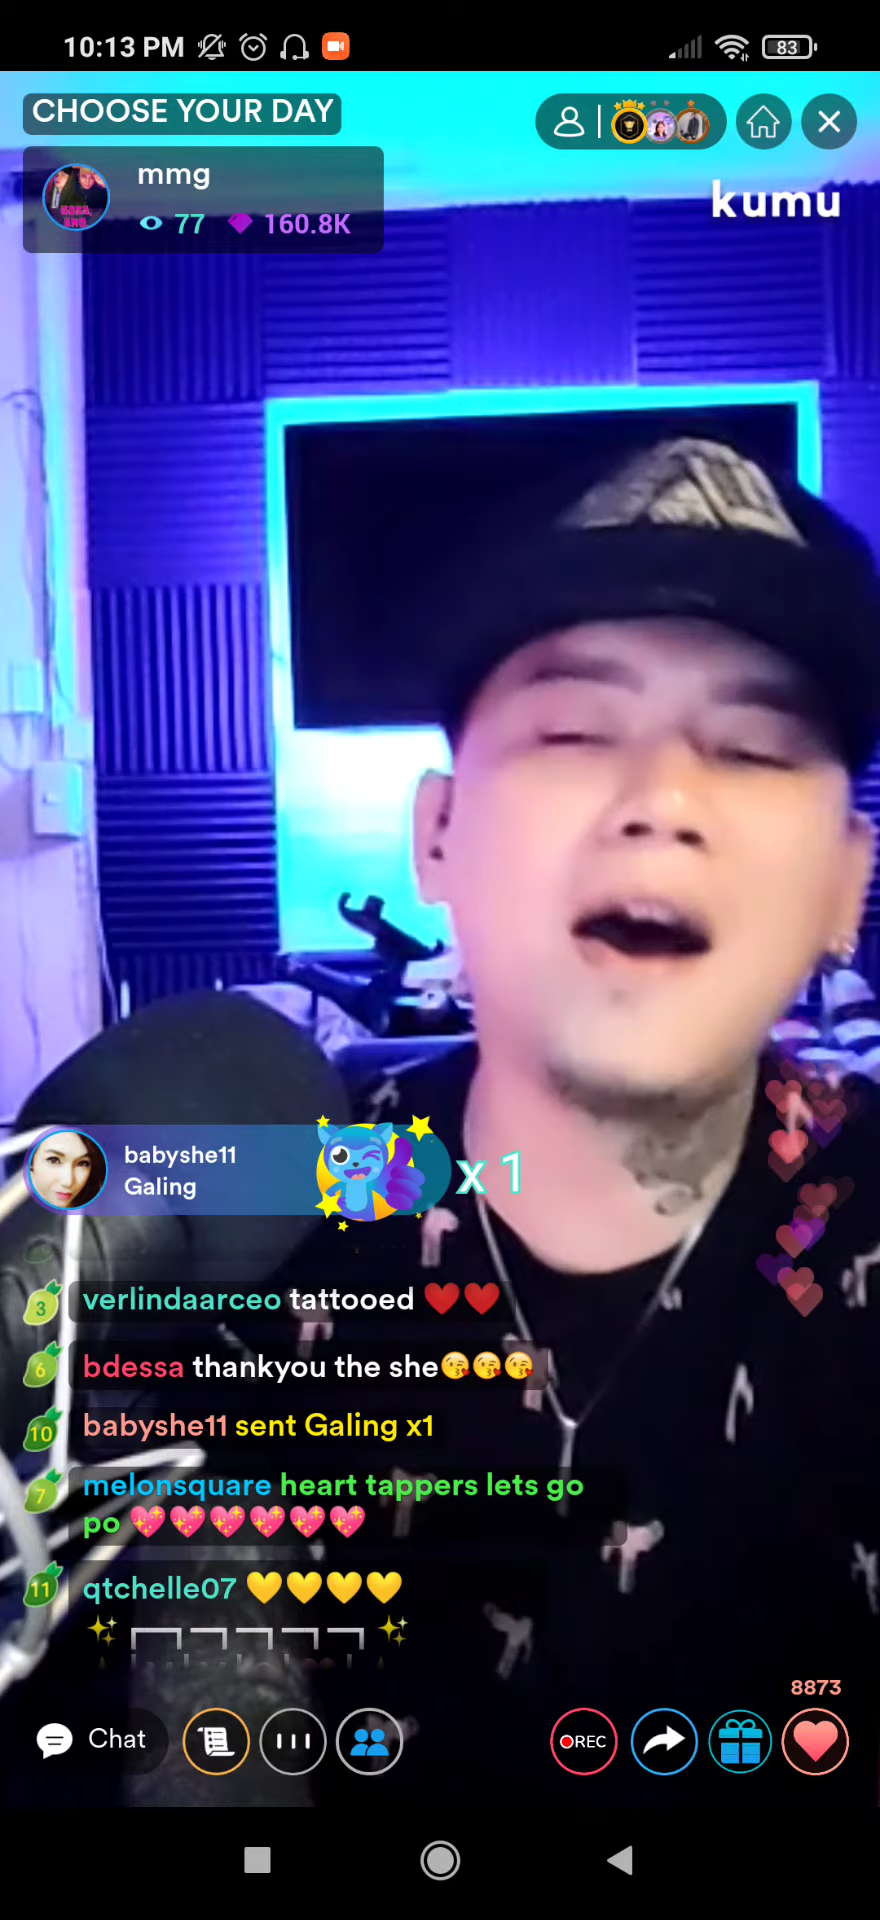 10:13 PM
83
CHOOSE YOUR DAY
mmg
77 160.8K
kumu
babyshe11
Galing
x 1
3 verlindaarceo tattooed ❤️❤️
6 bdessa thankyou the she😘😘😘
10 babyshe11 sent Galing x1
7 melonsquare heart tappers lets go
po 💖💖💖💖💖💖
11 qtchelle07 💛💛💛💛
8873
Chat
REC